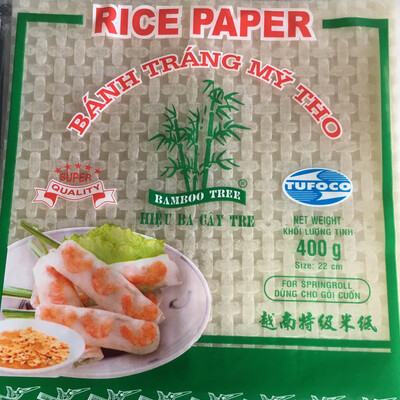 RICE PAPER
BÁNH TRÁNG MỸ THO
SUPER
QUALITY
BAMBOO TREE
®
HIỆU BA CÂY TRE
TUFOCO
NET WEIGHT
KHỐI LƯỢNG TỊNH
400 g
Size: 22 cm
FOR SPRINGROLL
DÙNG CHO GỎI CUỐN
越南特級米纸